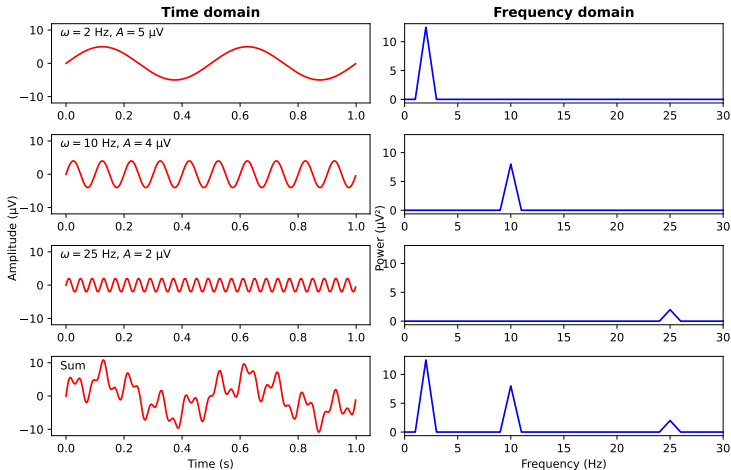 Time domain
Frequency domain
ω = 2 Hz, A = 5 μV
10
0
−10
0.0 0.2 0.4 0.6 0.8 1.0
10
5
0
0 5 10 15 20 25 30
ω = 10 Hz, A = 4 μV
10
0
−10
0.0 0.2 0.4 0.6 0.8 1.0
10
5
0
0 5 10 15 20 25 30
ω = 25 Hz, A = 2 μV
10
0
−10
0.0 0.2 0.4 0.6 0.8 1.0
10
5
0
0 5 10 15 20 25 30
Sum
10
0
−10
0.0 0.2 0.4 0.6 0.8 1.0
10
5
0
0 5 10 15 20 25 30
Amplitude (μV)
Power (μV²)
Time (s)
Frequency (Hz)